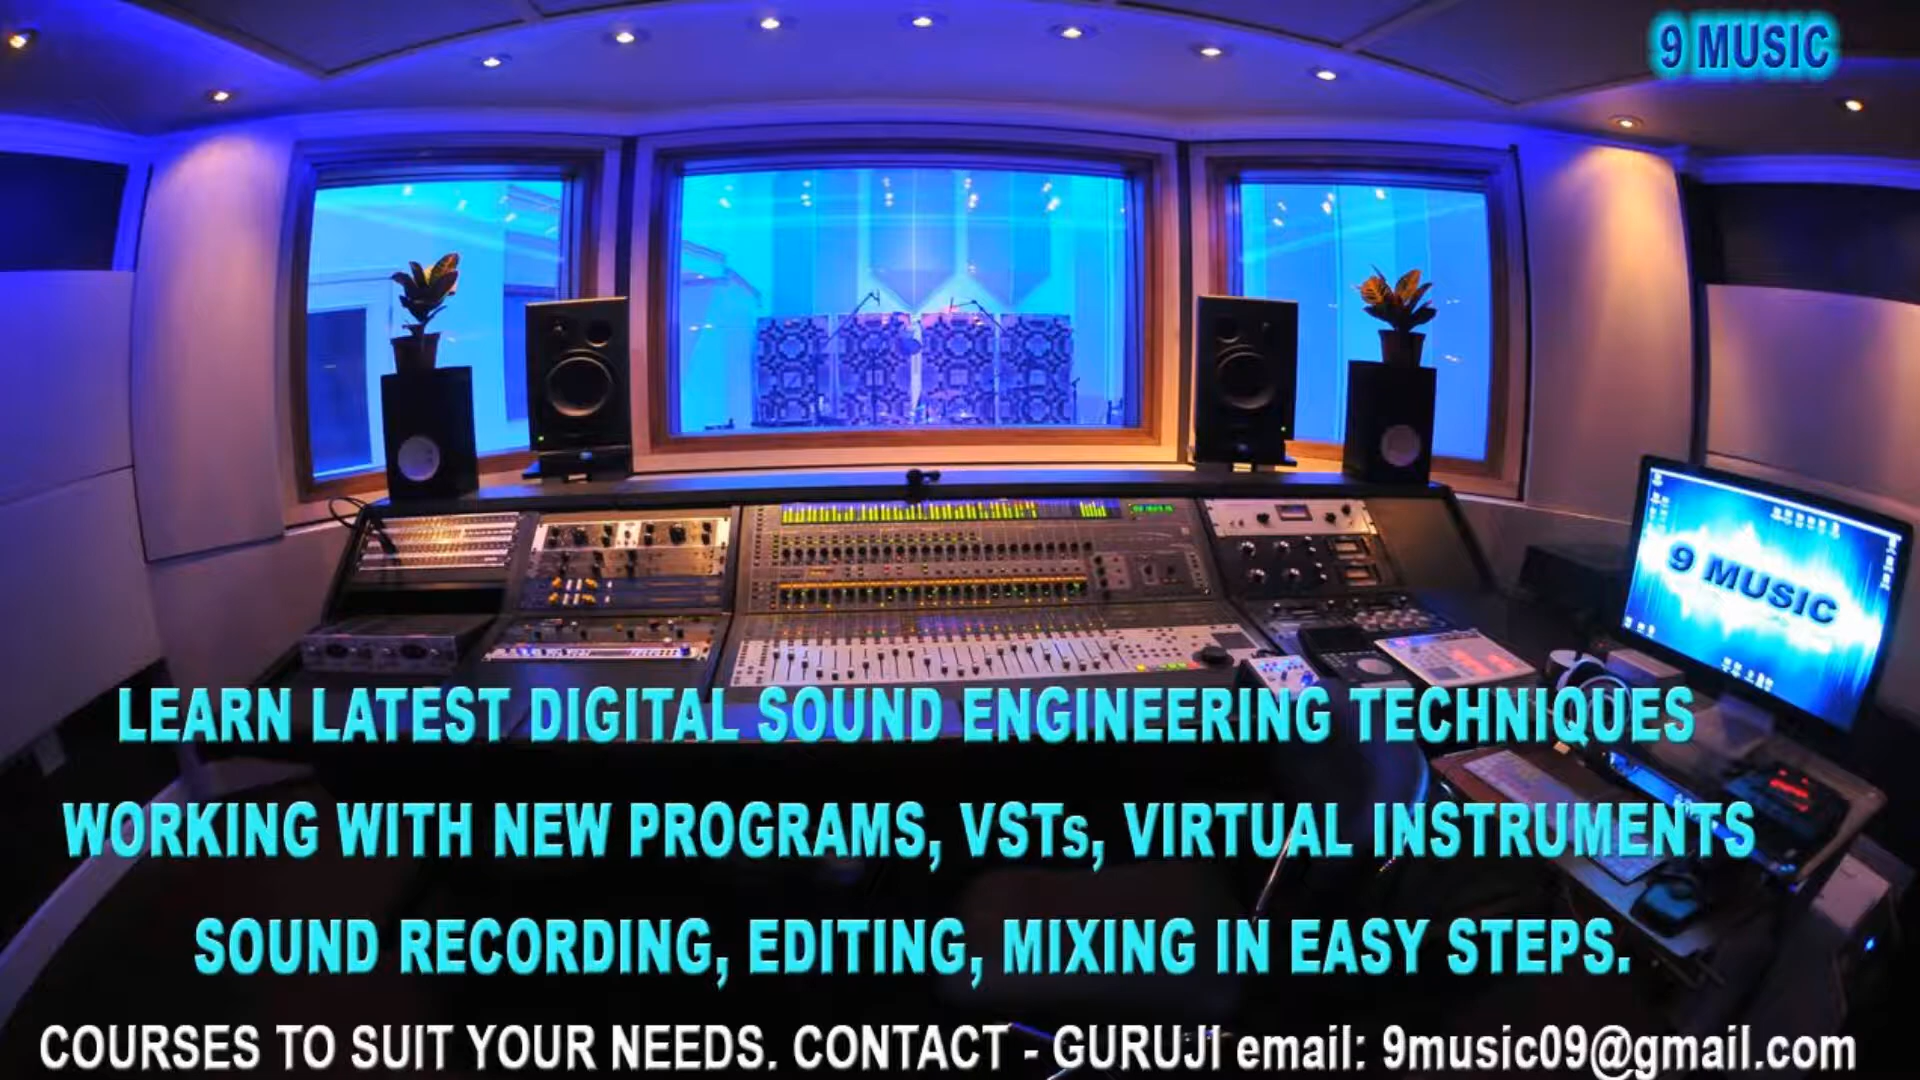 9 MUSIC
9 MUSIC
LEARN LATEST DIGITAL SOUND ENGINEERING TECHNIQUES
WORKING WITH NEW PROGRAMS, VSTs, VIRTUAL INSTRUMENTS
SOUND RECORDING, EDITING, MIXING IN EASY STEPS.
COURSES TO SUIT YOUR NEEDS. CONTACT - GURUJI email: 9music09@gmail.com